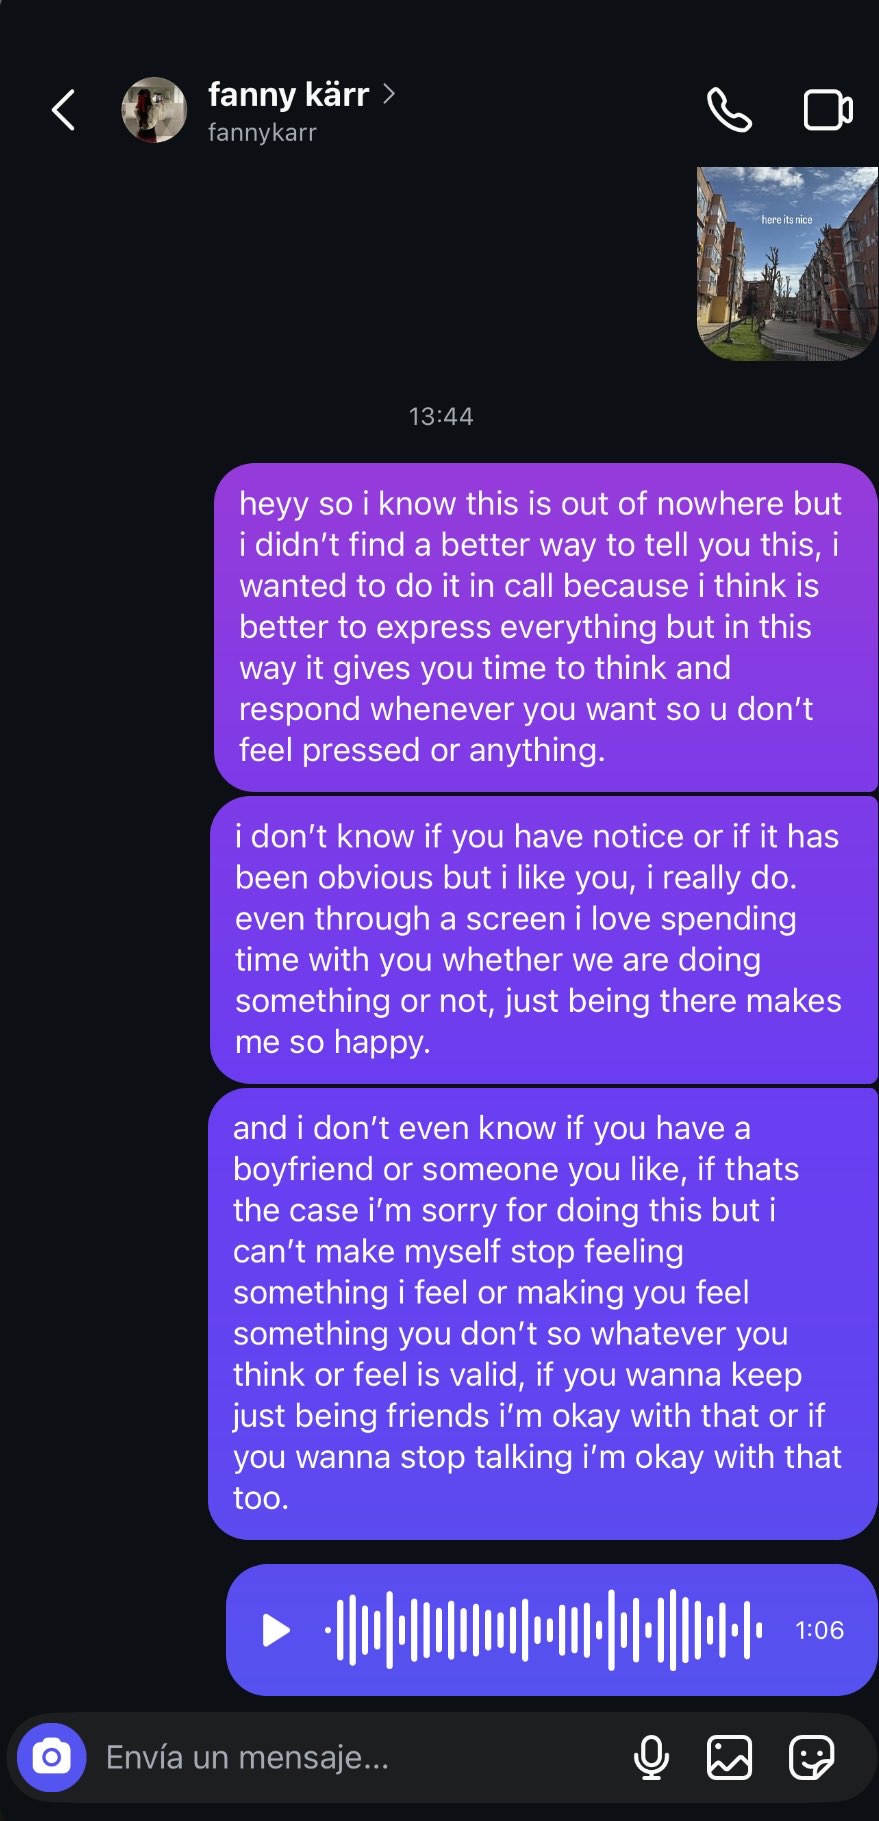 fanny kärr
fannykarr
here its nice
13:44
heyy so i know this is out of nowhere but
i didn’t find a better way to tell you this, i
wanted to do it in call because i think is
better to express everything but in this
way it gives you time to think and
respond whenever you want so u don’t
feel pressed or anything.
i don’t know if you have notice or if it has
been obvious but i like you, i really do.
even through a screen i love spending
time with you whether we are doing
something or not, just being there makes
me so happy.
and i don’t even know if you have a
boyfriend or someone you like, if thats
the case i’m sorry for doing this but i
can’t make myself stop feeling
something i feel or making you feel
something you don’t so whatever you
think or feel is valid, if you wanna keep
just being friends i’m okay with that or if
you wanna stop talking i’m okay with that
too.
1:06
Envía un mensaje...